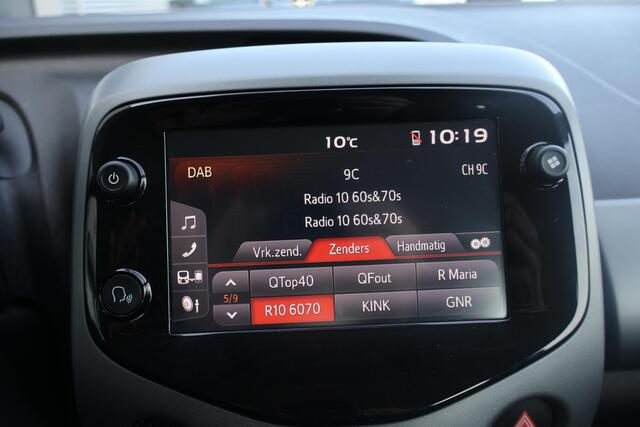 10°C 10:19
DAB 9C CH 9C
Radio 10 60s&70s
Radio 10 60s&70s
Vrk.zend. Zenders Handmatig
QTop40 QFout R Maria
5/9
R10 6070 KINK GNR